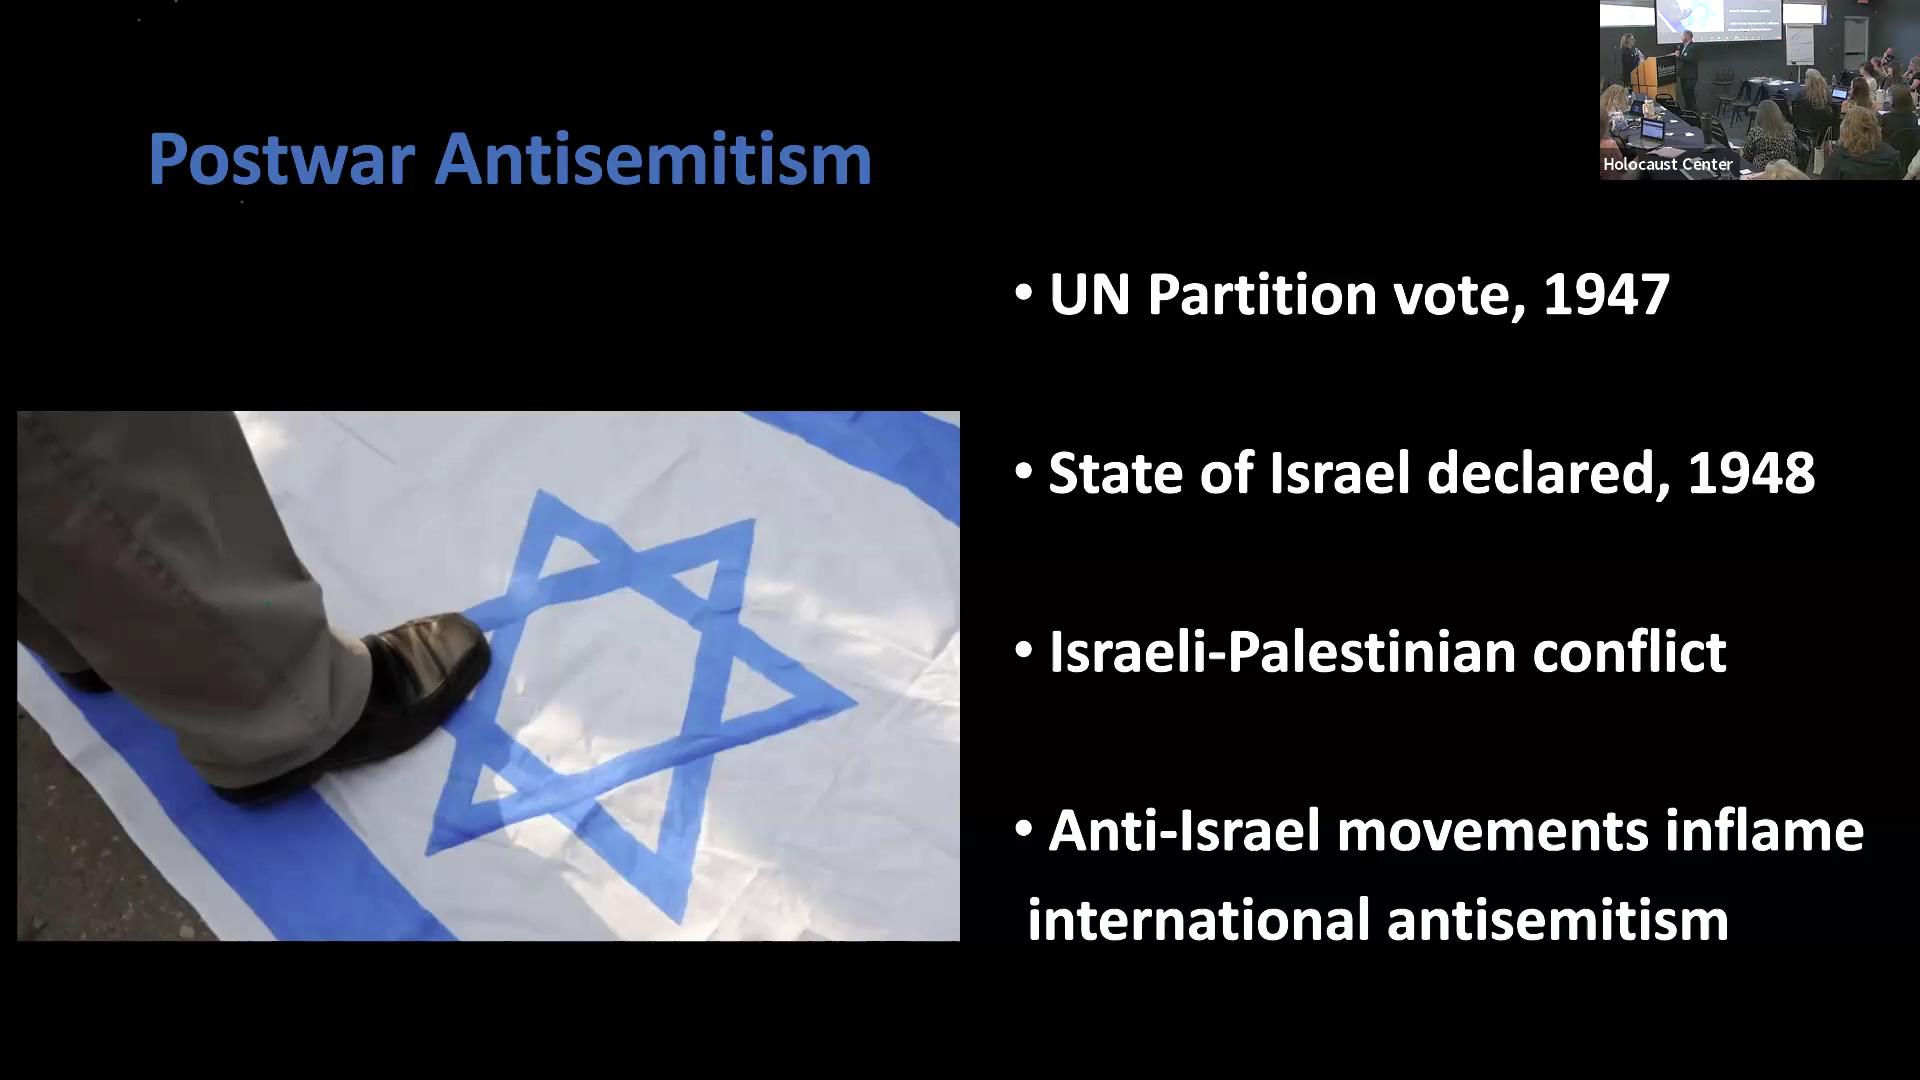 Postwar Antisemitism
Holocaust Center
• UN Partition vote, 1947
• State of Israel declared, 1948
• Israeli-Palestinian conflict
• Anti-Israel movements inflame
international antisemitism